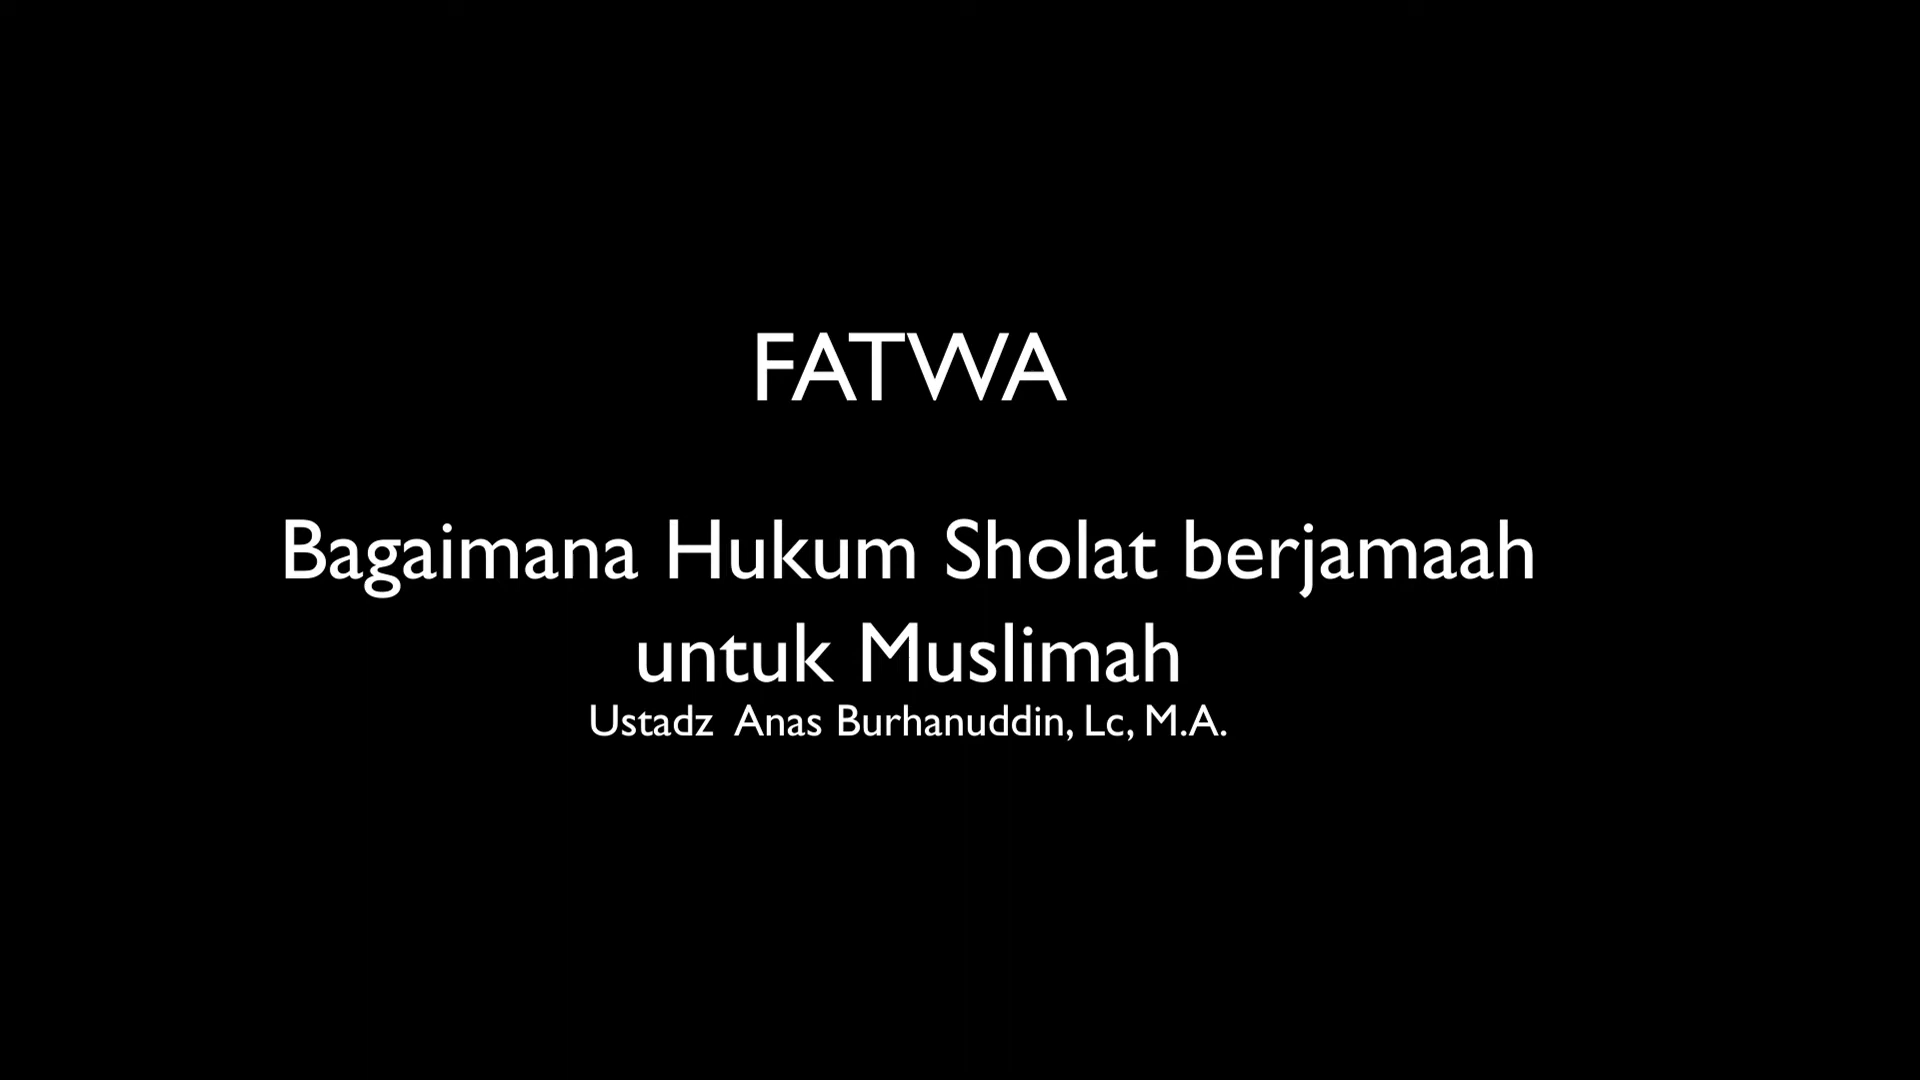 FATWA
Bagaimana Hukum Sholat berjamaah
untuk Muslimah
Ustadz Anas Burhanuddin, Lc, M.A.